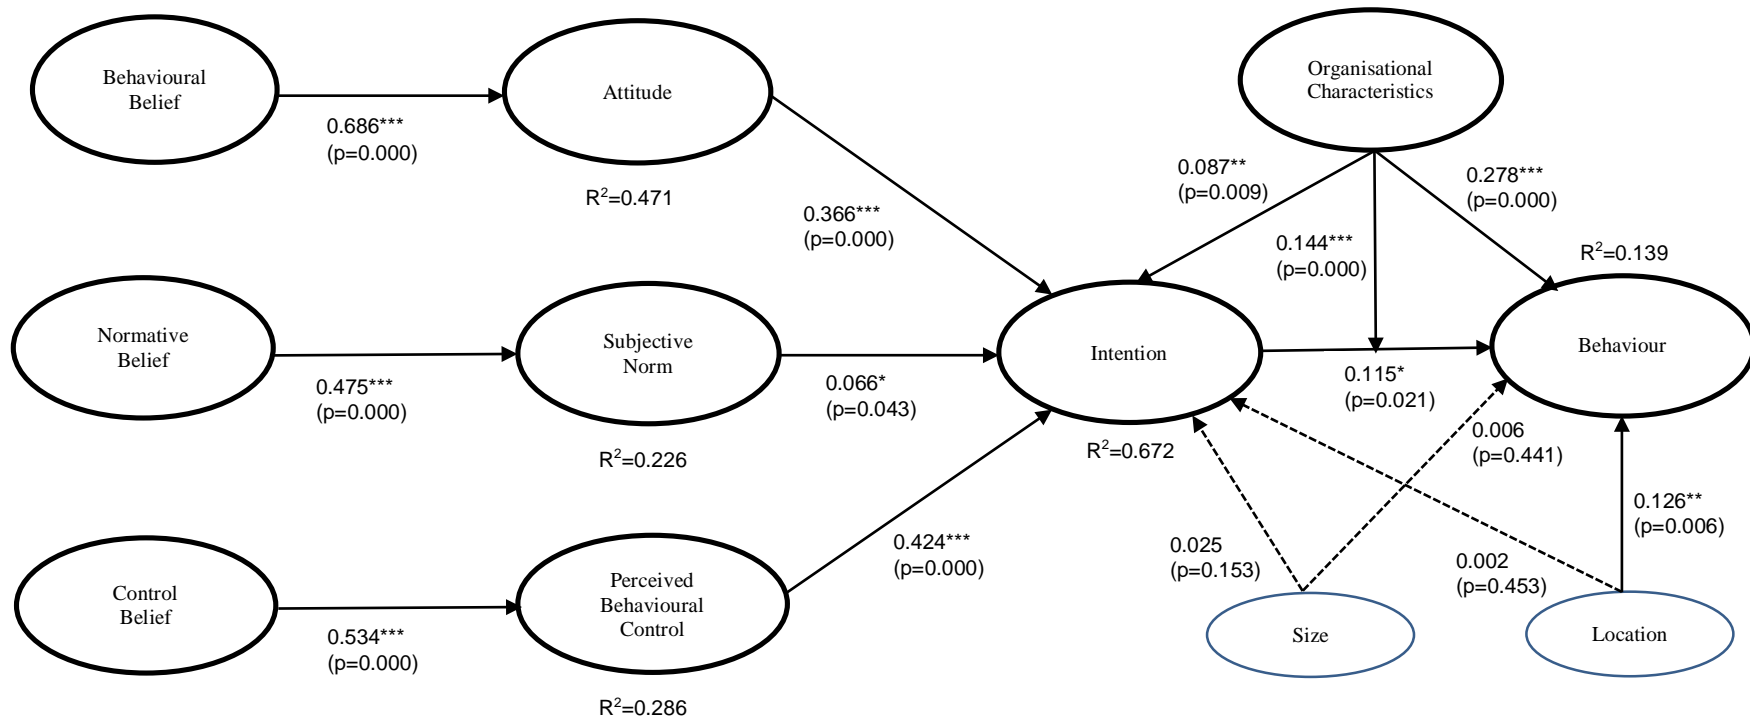 Behavioural
Belief
0.686***
(p=0.000)
Attitude
R²=0.471
0.366***
(p=0.000)
Organisational
Characteristics
0.087**
(p=0.009)
0.144***
(p=0.000)
0.278***
(p=0.000)
R²=0.139
Normative
Belief
0.475***
(p=0.000)
Subjective
Norm
R²=0.226
0.066*
(p=0.043)
Intention
R²=0.672
0.115*
(p=0.021)
Behaviour
0.006
(p=0.441)
0.126**
(p=0.006)
Control
Belief
0.534***
(p=0.000)
Perceived
Behavioural
Control
R²=0.286
0.424***
(p=0.000)
0.025
(p=0.153)
0.002
(p=0.453)
Size
Location